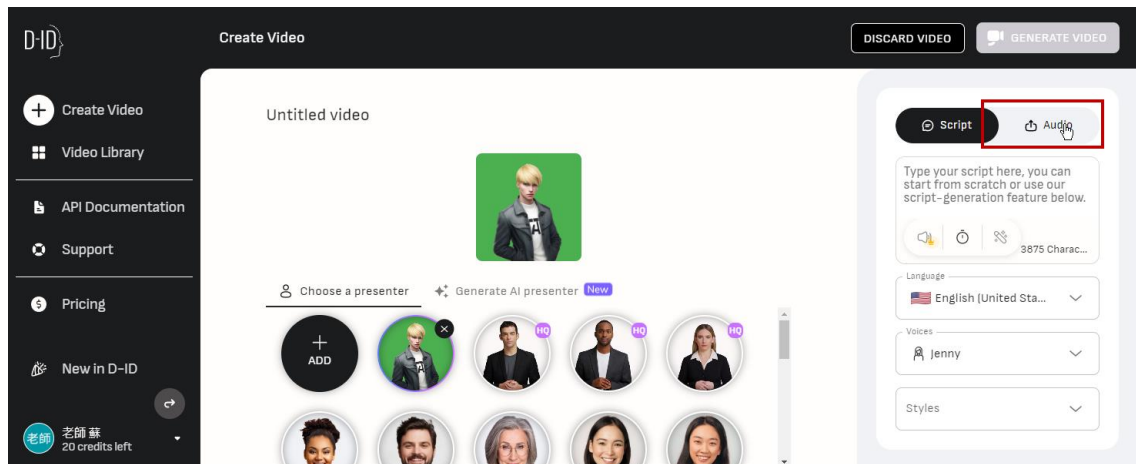 D-ID
Create Video
DISCARD VIDEO
GENERATE VIDEO
Create Video
Video Library
API Documentation
Support
Pricing
New in D-ID
老師
老師 蘇
20 credits left
Untitled video
Choose a presenter
Generate AI presenter New
ADD
HQ
HQ
HQ
Script
Audio
Type your script here, you can
start from scratch or use our
script-generation feature below.
3875 Charac...
Language
English (United Sta...
Voices
Jenny
Styles